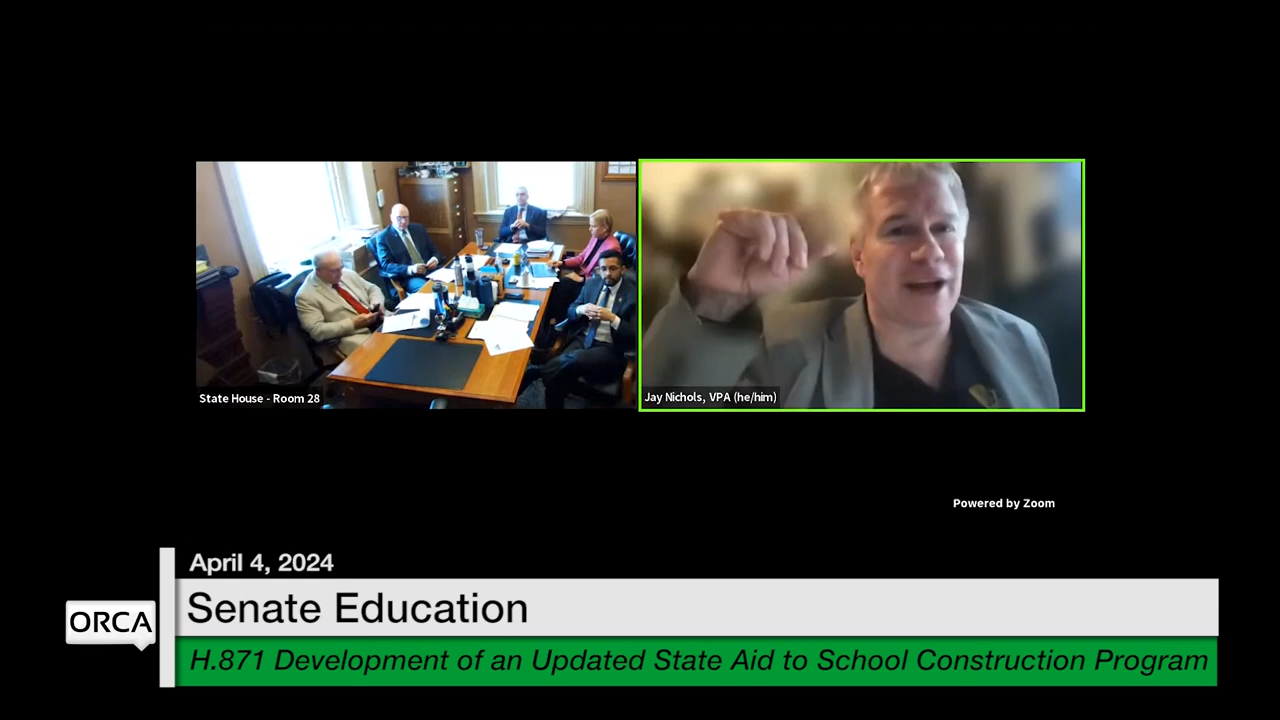 State House - Room 28
Jay Nichols, VPA (he/him)
Powered by Zoom
April 4, 2024
Senate Education
ORCA
H.871 Development of an Updated State Aid to School Construction Program